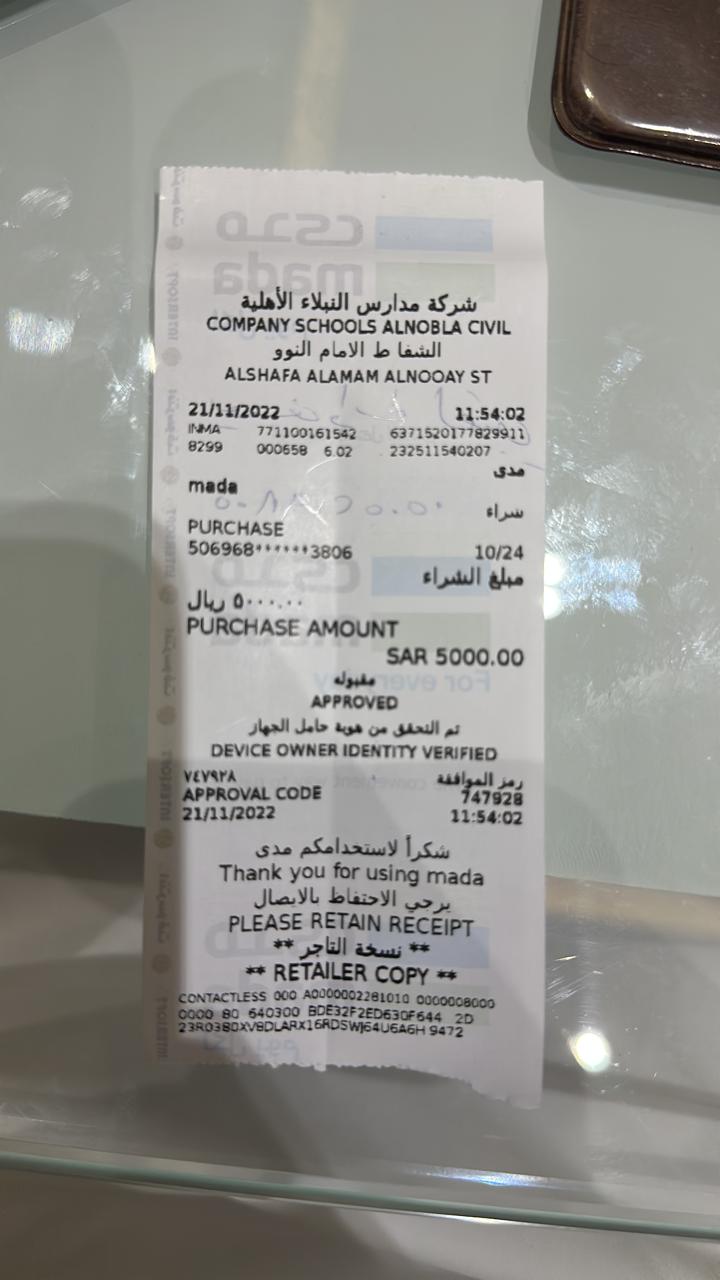 شركة مدارس النبلاء الأهلية
COMPANY SCHOOLS ALNOBLA CIVIL
الشفا ط الامام النوو
ALSHAFA ALAMAM ALNOOAY ST
21/11/2022 11:54:02
INMA 771100161542 6371520177829911
8299 000658 6.02 232511540207
مدى
mada
شراء
PURCHASE
506968******3806 10/24
مبلغ الشراء
٥٠٠٠.٠٠ ريال
PURCHASE AMOUNT
SAR 5000.00
مقبوله
APPROVED
تم التحقق من هوية حامل الجهاز
DEVICE OWNER IDENTITY VERIFIED
٧٤٧٩٢٨ رمز الموافقة
APPROVAL CODE 747928
21/11/2022 11:54:02
شكراً لاستخدامكم مدى
Thank you for using mada
يرجي الاحتفاظ بالايصال
PLEASE RETAIN RECEIPT
** نسخة التاجر **
** RETAILER COPY **
CONTACTLESS 000 A0000002281010 0000008000
0000 80 640300 BDE32F2ED630F644 2D
23R0380XVBDLARX16RDSWJ64U6A6H 9472